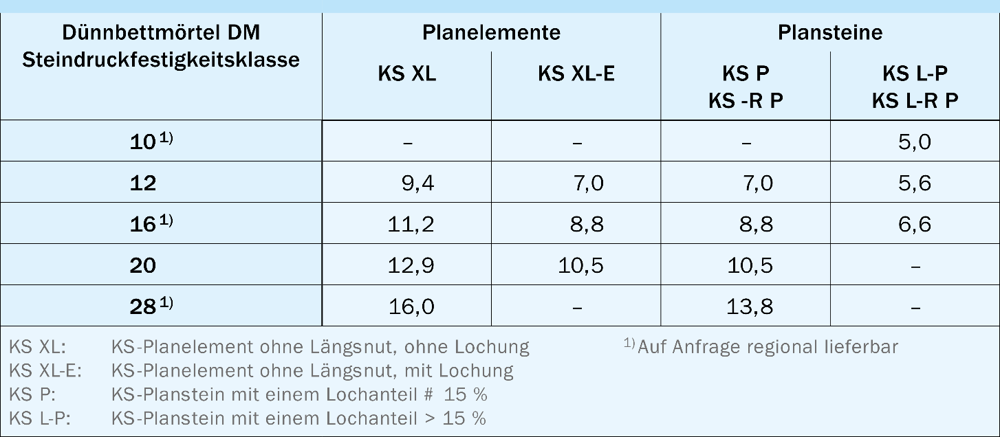 Dünnbettmörtel DM Planelemente Plansteine
Steindruckfestigkeitsklasse
KS XL KS XL-E KS P KS L-P
KS -R P KS L-R P
10 1) – – – 5,0
12 9,4 7,0 7,0 5,6
16 1) 11,2 8,8 8,8 6,6
20 12,9 10,5 10,5 –
28 1) 16,0 – 13,8 –
KS XL: KS-Planelement ohne Längsnut, ohne Lochung 1) Auf Anfrage regional lieferbar
KS XL-E: KS-Planelement ohne Längsnut, mit Lochung
KS P: KS-Planstein mit einem Lochanteil # 15 %
KS L-P: KS-Planstein mit einem Lochanteil > 15 %